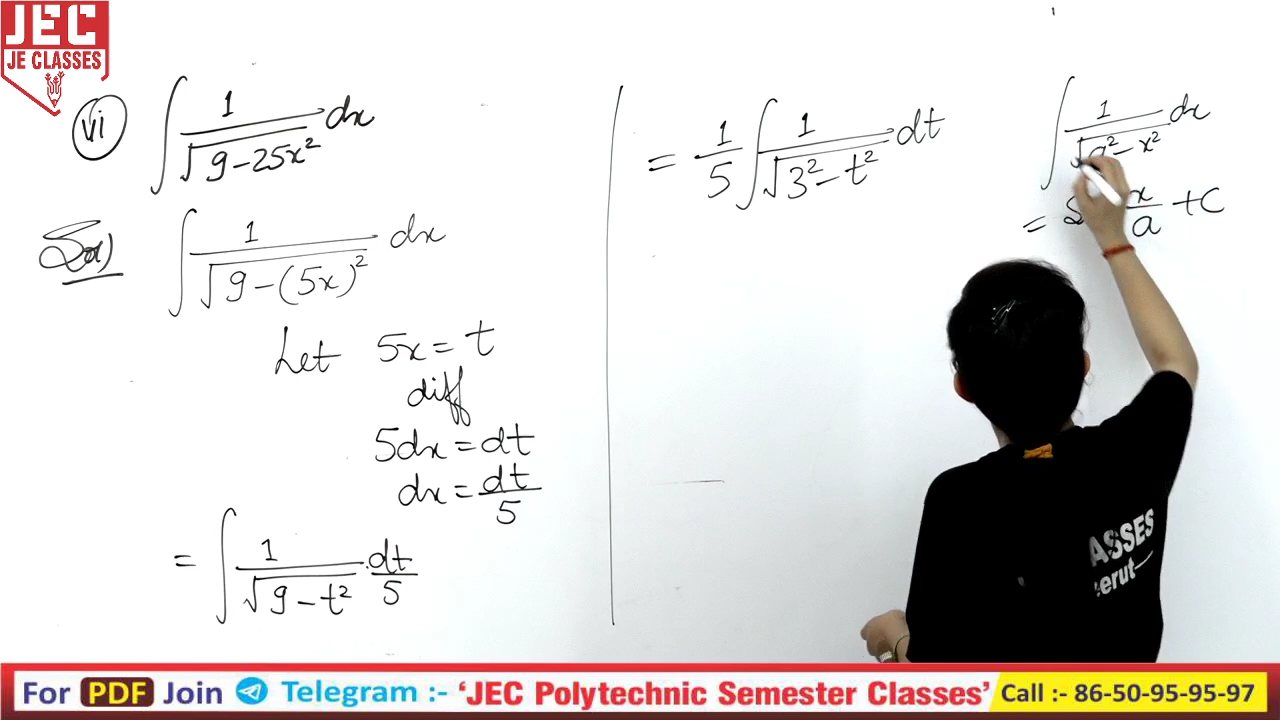 JEC
JE CLASSES
(vi) ∫ 1/√(9-25x²) dx
Sol) ∫ 1/√(9-(5x)²) dx
Let 5x = t
diff
5dx = dt
dx = dt/5
= ∫ 1/√(9-t²) . dt/5
= 1/5 ∫ 1/√(3²-t²) dt
∫ 1/√(a²-x²) dx
= x/a + C
ASSES
erut
For PDF Join Telegram :- ‘JEC Polytechnic Semester Classes’ Call :- 86-50-95-95-97